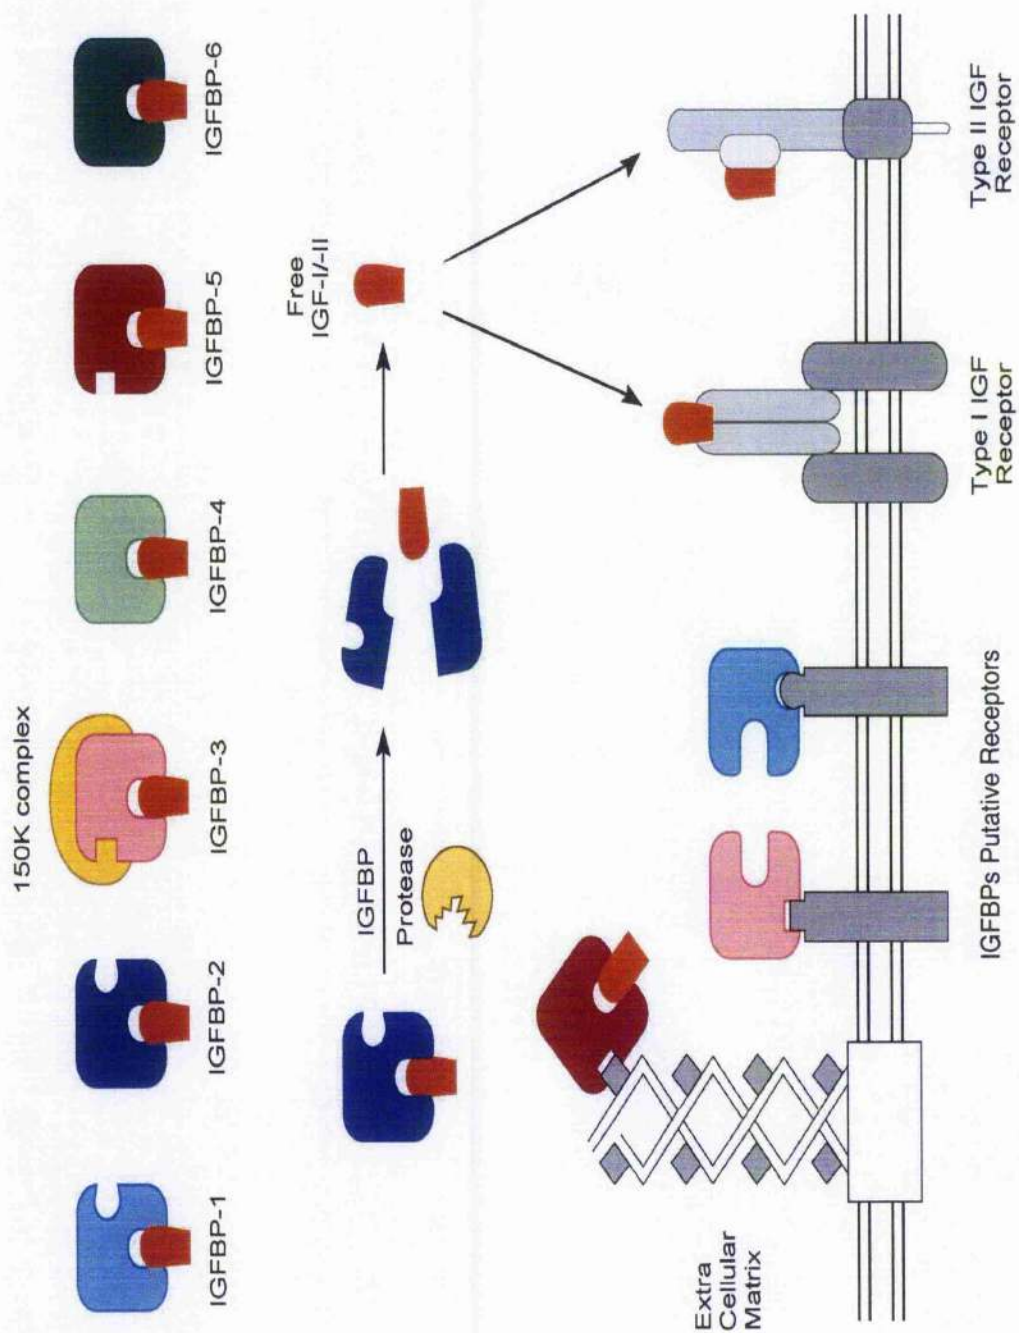 150K complex
IGFBP-1
IGFBP-2
IGFBP-3
IGFBP-4
IGFBP-5
IGFBP-6
IGFBP
Protease
Free
IGF-I/-II
Extra
Cellular
Matrix
IGFBPs Putative Receptors
Type I IGF
Receptor
Type II IGF
Receptor